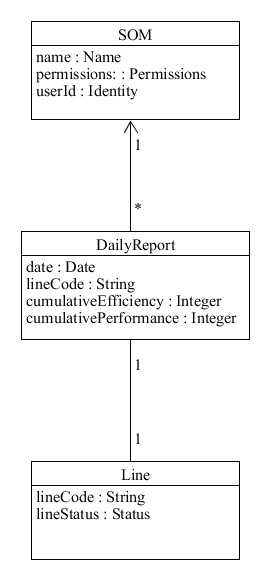 SOM
name : Name
permissions: : Permissions
userId : Identity
1
*
DailyReport
date : Date
lineCode : String
cumulativeEfficiency : Integer
cumulativePerformance : Integer
1
1
Line
lineCode : String
lineStatus : Status